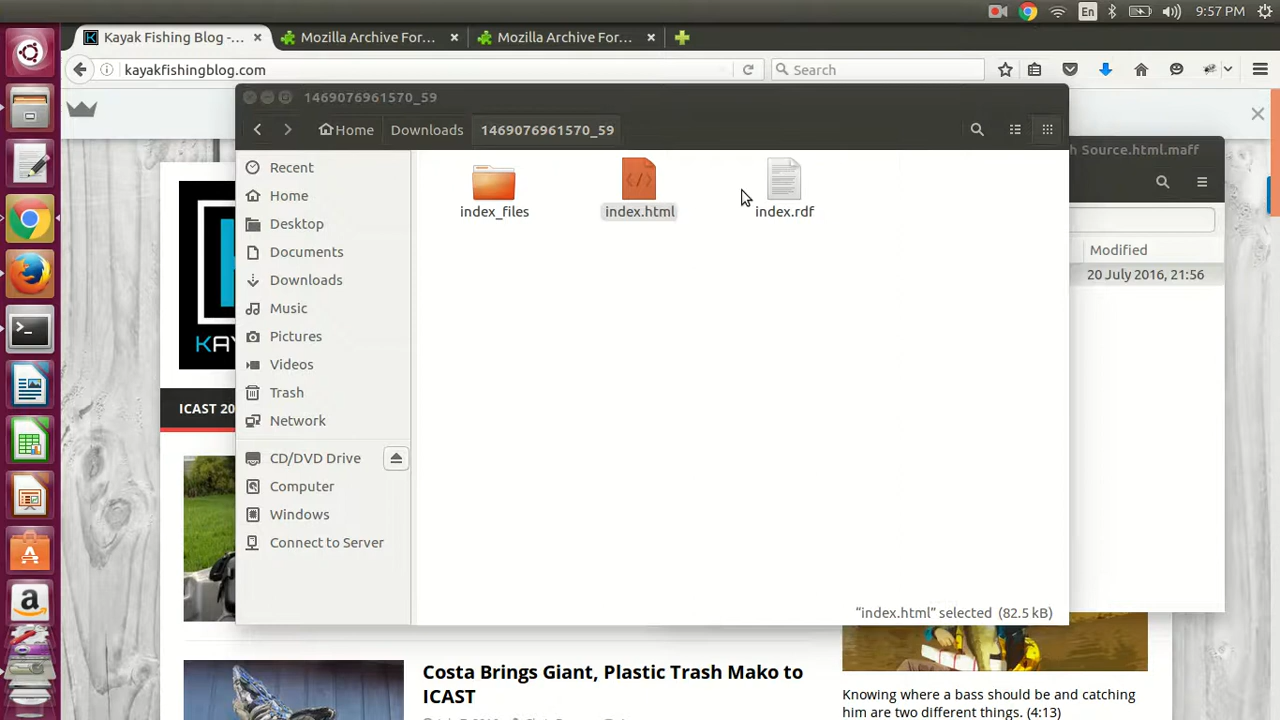 En
9:57 PM
Kayak Fishing Blog -...
Mozilla Archive For...
Mozilla Archive For...
kayakfishingblog.com
Search
1469076961570_59
Home
Downloads
1469076961570_59
h Source.html.maff
Recent
Home
Desktop
Documents
Downloads
Music
Pictures
Videos
Trash
Network
CD/DVD Drive
Computer
Windows
Connect to Server
index_files
index.html
index.rdf
Modified
20 July 2016, 21:56
"index.html" selected (82.5 kB)
KA
ICAST 20
Costa Brings Giant, Plastic Trash Mako to
ICAST
Knowing where a bass should be and catching
him are two different things. (4:13)